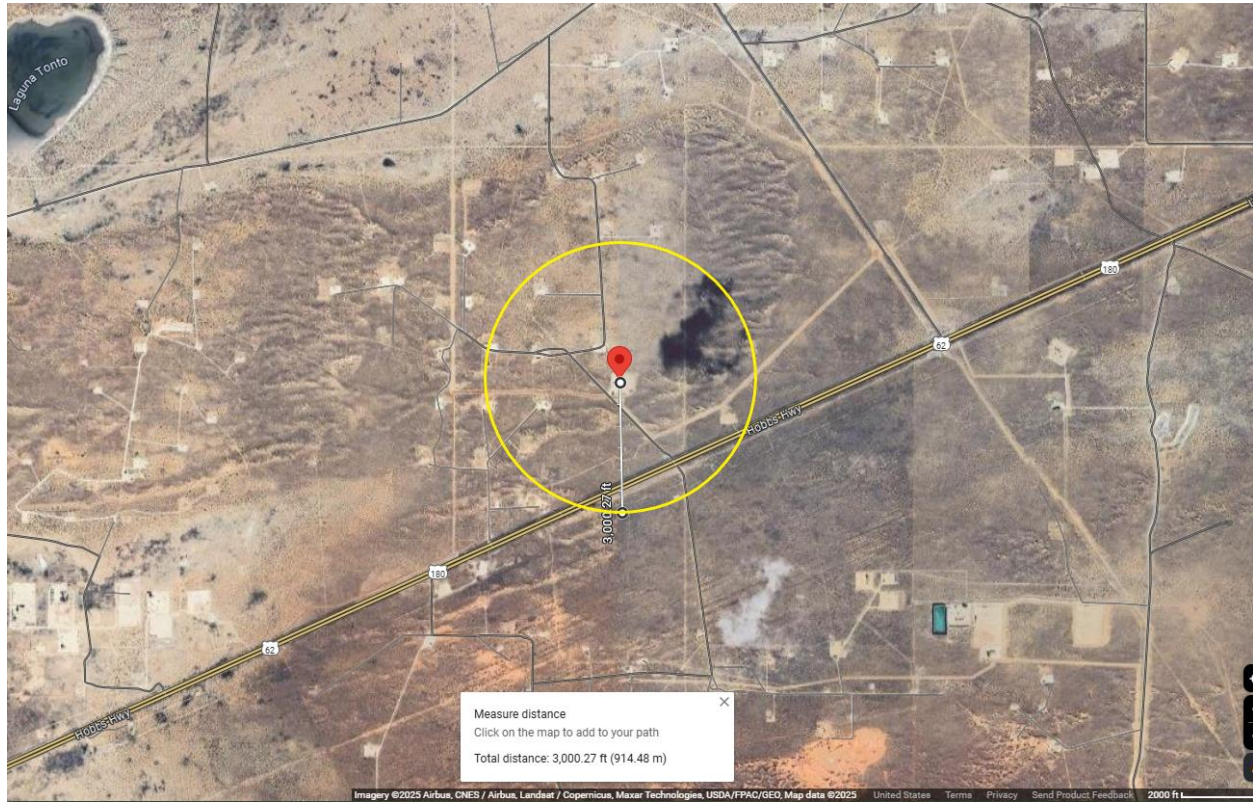 Laguna Tonto
180
62
Hobbs Hwy
3,000.27 ft
180
62
Hobbs Hwy
Measure distance
Click on the map to add to your path
Total distance: 3,000.27 ft (914.48 m)
Imagery ©2025 Airbus, CNES / Airbus, Landsat / Copernicus, Maxar Technologies, USDA/FPAC/GEO, Map data ©2025 United States Terms Privacy Send Product Feedback 2000 ft